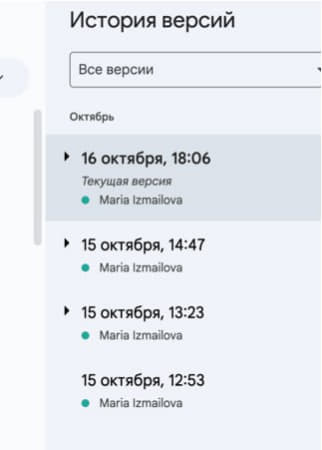 История версий
Все версии
Октябрь
16 октября, 18:06
Текущая версия
Maria Izmailova
15 октября, 14:47
Maria Izmailova
15 октября, 13:23
Maria Izmailova
15 октября, 12:53
Maria Izmailova